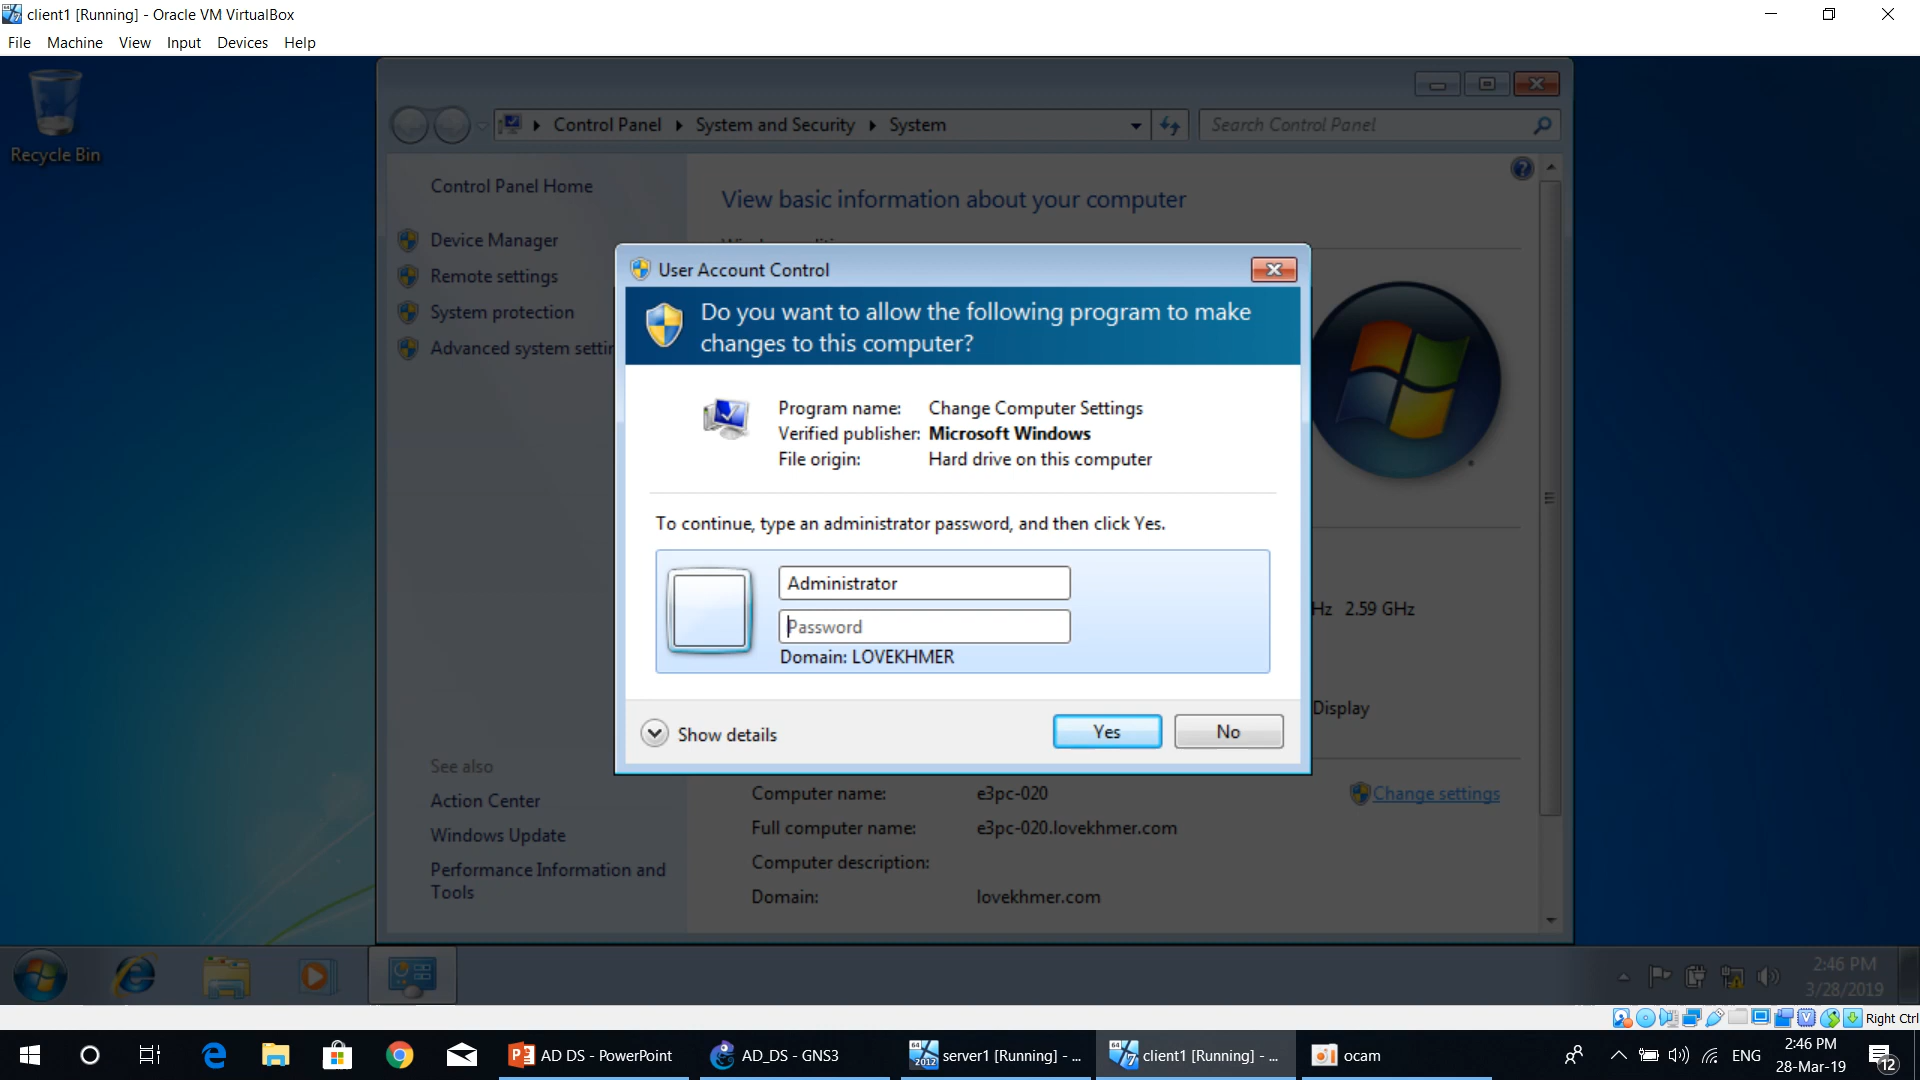 client1 [Running] - Oracle VM VirtualBox
File Machine View Input Devices Help
Recycle Bin
Control Panel System and Security System
Search Control Panel
Control Panel Home
View basic information about your computer
Device Manager
Remote settings
System protection
Advanced system settin
User Account Control
Do you want to allow the following program to make
changes to this computer?
Program name: Change Computer Settings
Verified publisher: Microsoft Windows
File origin: Hard drive on this computer
To continue, type an administrator password, and then click Yes.
Administrator
Password
Domain: LOVEKHMER
Hz 2.59 GHz
Display
Show details
Yes
No
See also
Action Center
Windows Update
Performance Information and
Tools
Computer name: e3pc-020
Change settings
Full computer name: e3pc-020.lovekhmer.com
Computer description:
Domain: lovekhmer.com
2:46 PM
3/28/2019
Right Ctrl
AD DS - PowerPoint
AD_DS - GNS3
server1 [Running] - ...
client1 [Running] - ...
ocam
ENG
2:46 PM
28-Mar-19
12